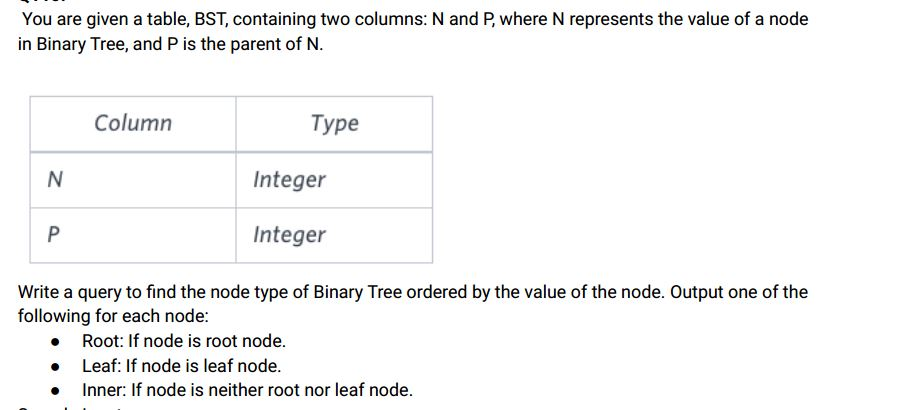 You are given a table, BST, containing two columns: N and P, where N represents the value of a node
in Binary Tree, and P is the parent of N.
Column Type
N Integer
P Integer
Write a query to find the node type of Binary Tree ordered by the value of the node. Output one of the
following for each node:
● Root: If node is root node.
● Leaf: If node is leaf node.
● Inner: If node is neither root nor leaf node.